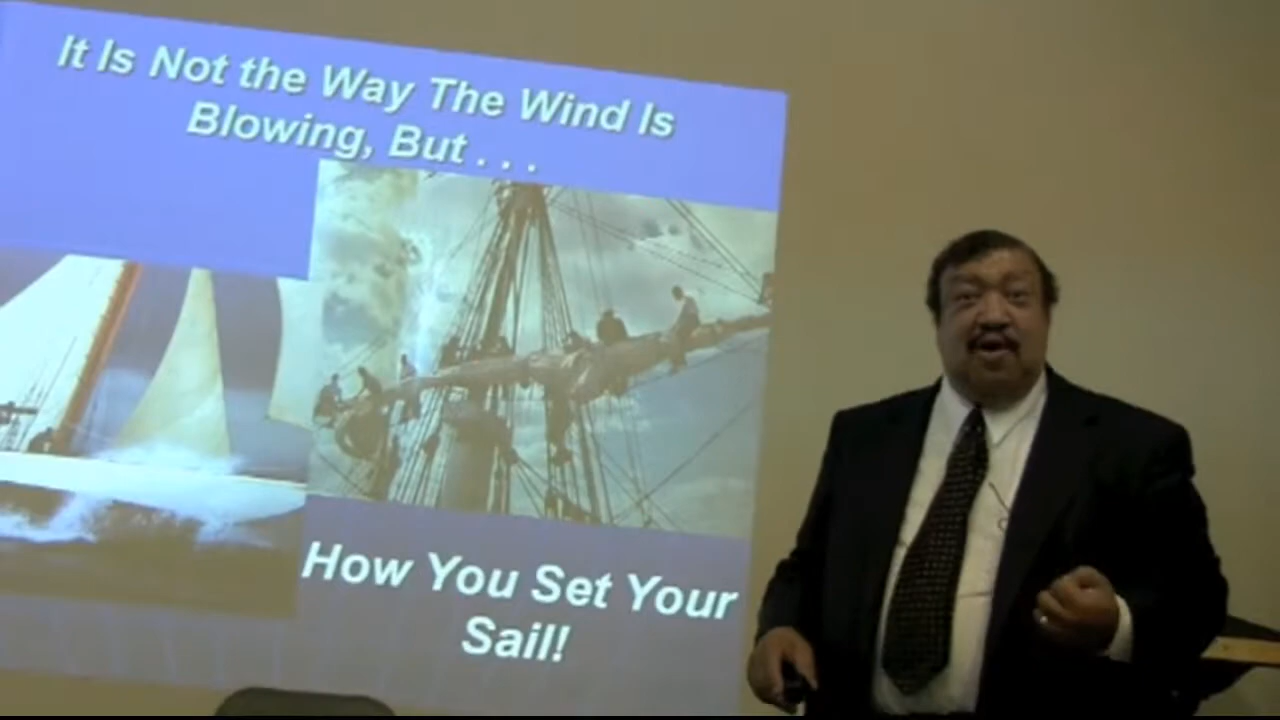 It Is Not the Way The Wind Is
Blowing, But . . .
How You Set Your
Sail!